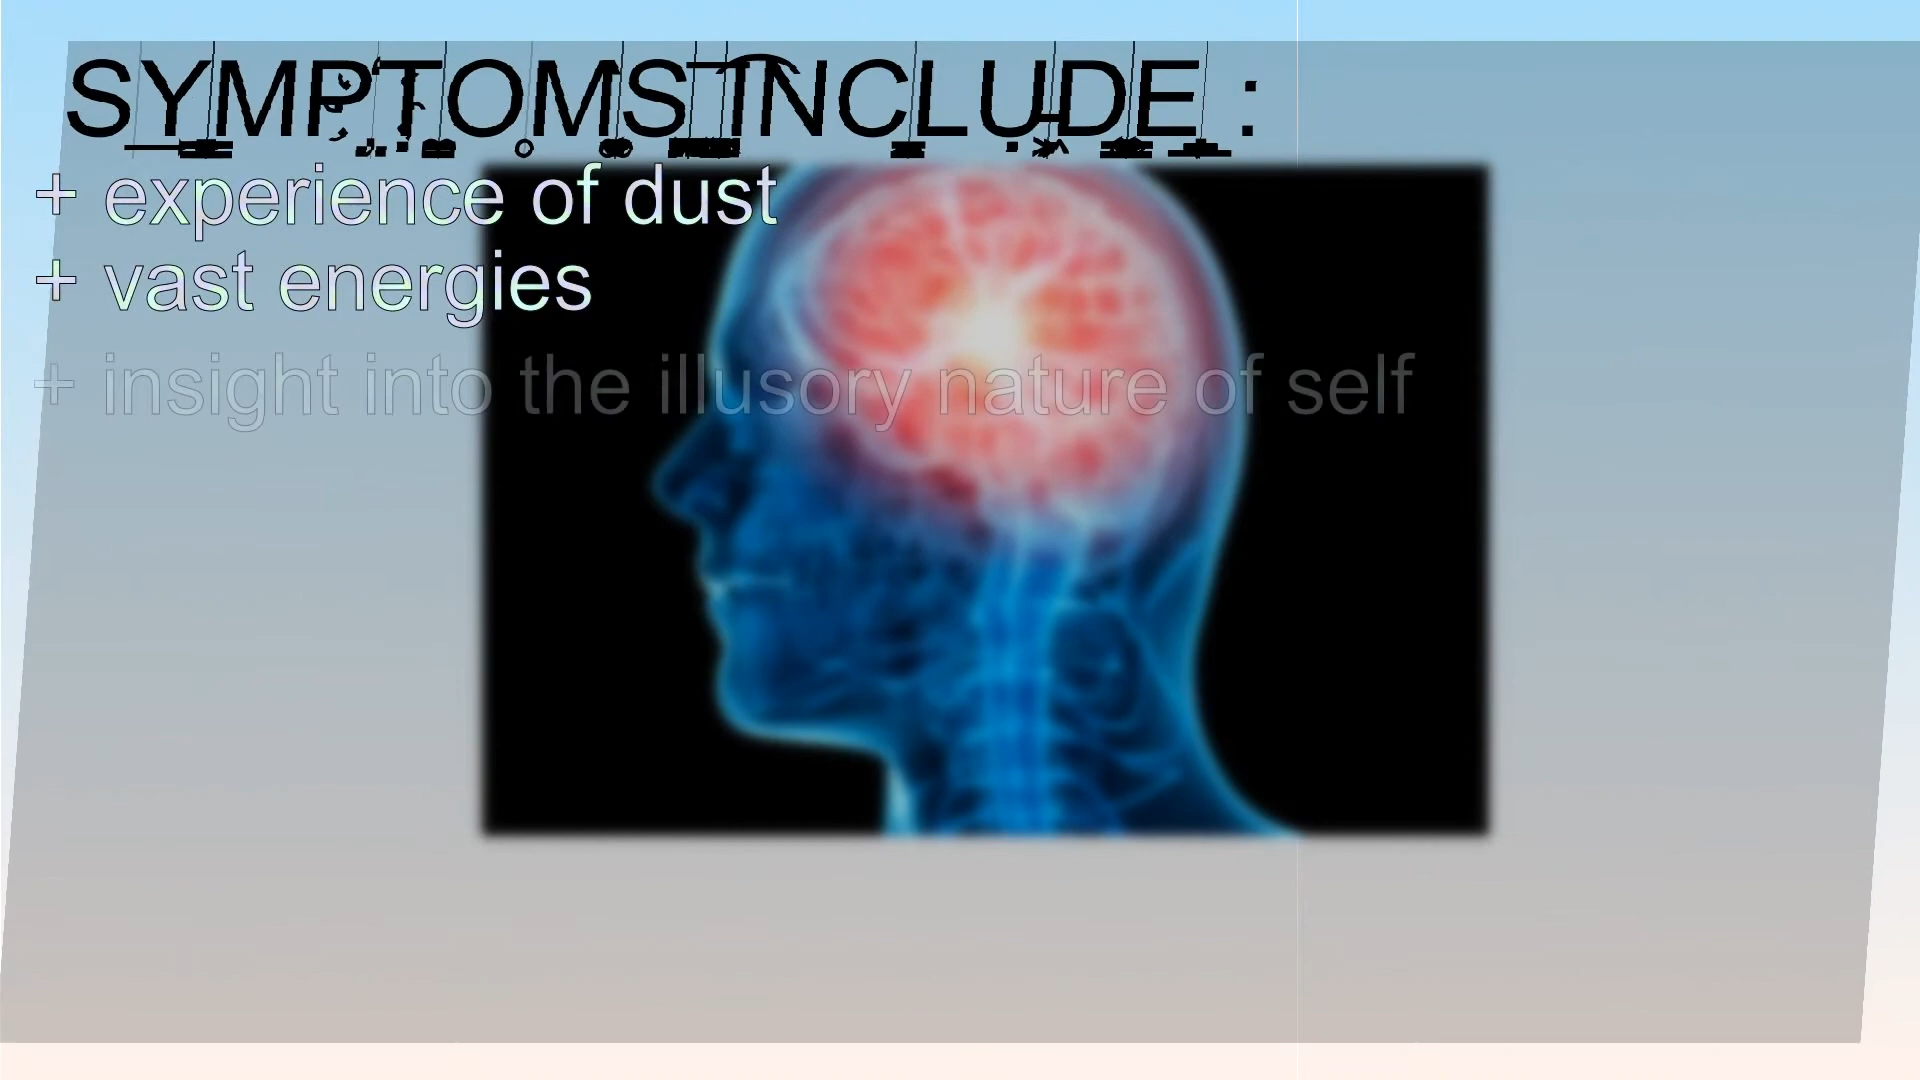 SYMPTOMS INCLUDE :
+ experience of dust
+ vast energies
+ insight into the illusory nature of self